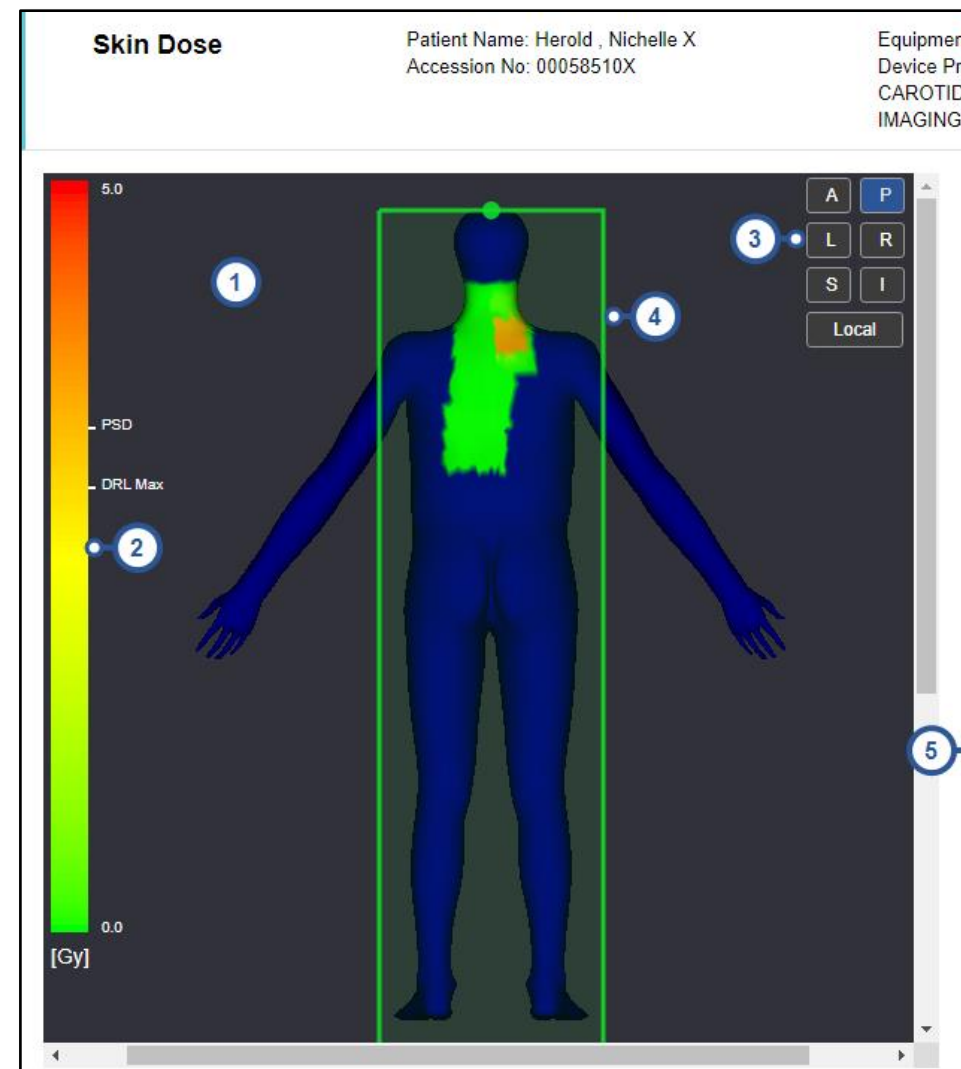 Skin Dose
Patient Name: Herold , Nichelle X
Accession No: 00058510X
Equipmen
Device Pr
CAROTID
IMAGING
5.0
A P
1
3
L R
4
S I
Local
PSD
DRL Max
2
5
0.0
[Gy]